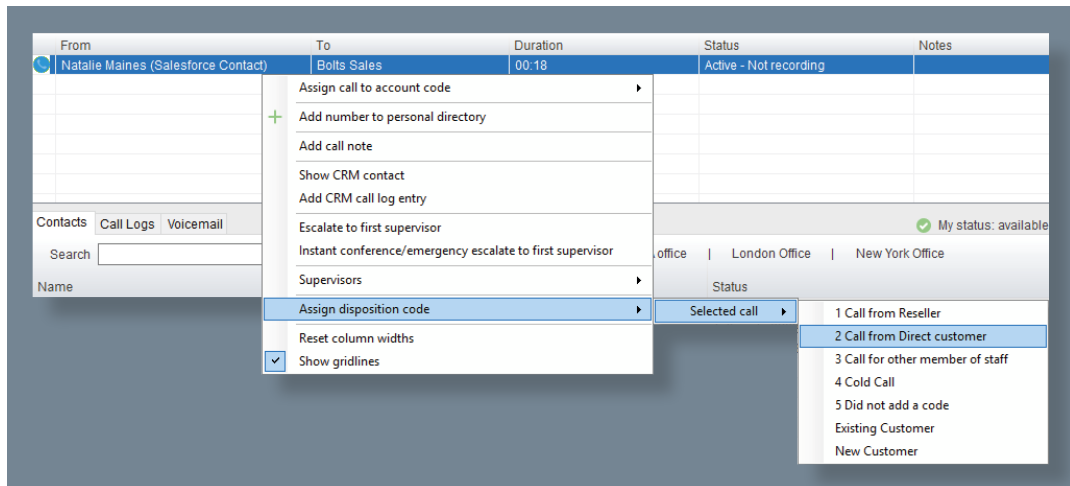 From To Duration Status Notes
Natalie Maines (Salesforce Contact) Bolts Sales 00:18 Active - Not recording
Assign call to account code
Add number to personal directory
Add call note
Show CRM contact
Add CRM call log entry
Contacts Call Logs Voicemail Escalate to first supervisor My status: available
Search Instant conference/emergency escalate to first supervisor office | London Office | New York Office
Name Supervisors Status
Assign disposition code Selected call 1 Call from Reseller
Reset column widths 2 Call from Direct customer
Show gridlines 3 Call for other member of staff
4 Cold Call
5 Did not add a code
Existing Customer
New Customer